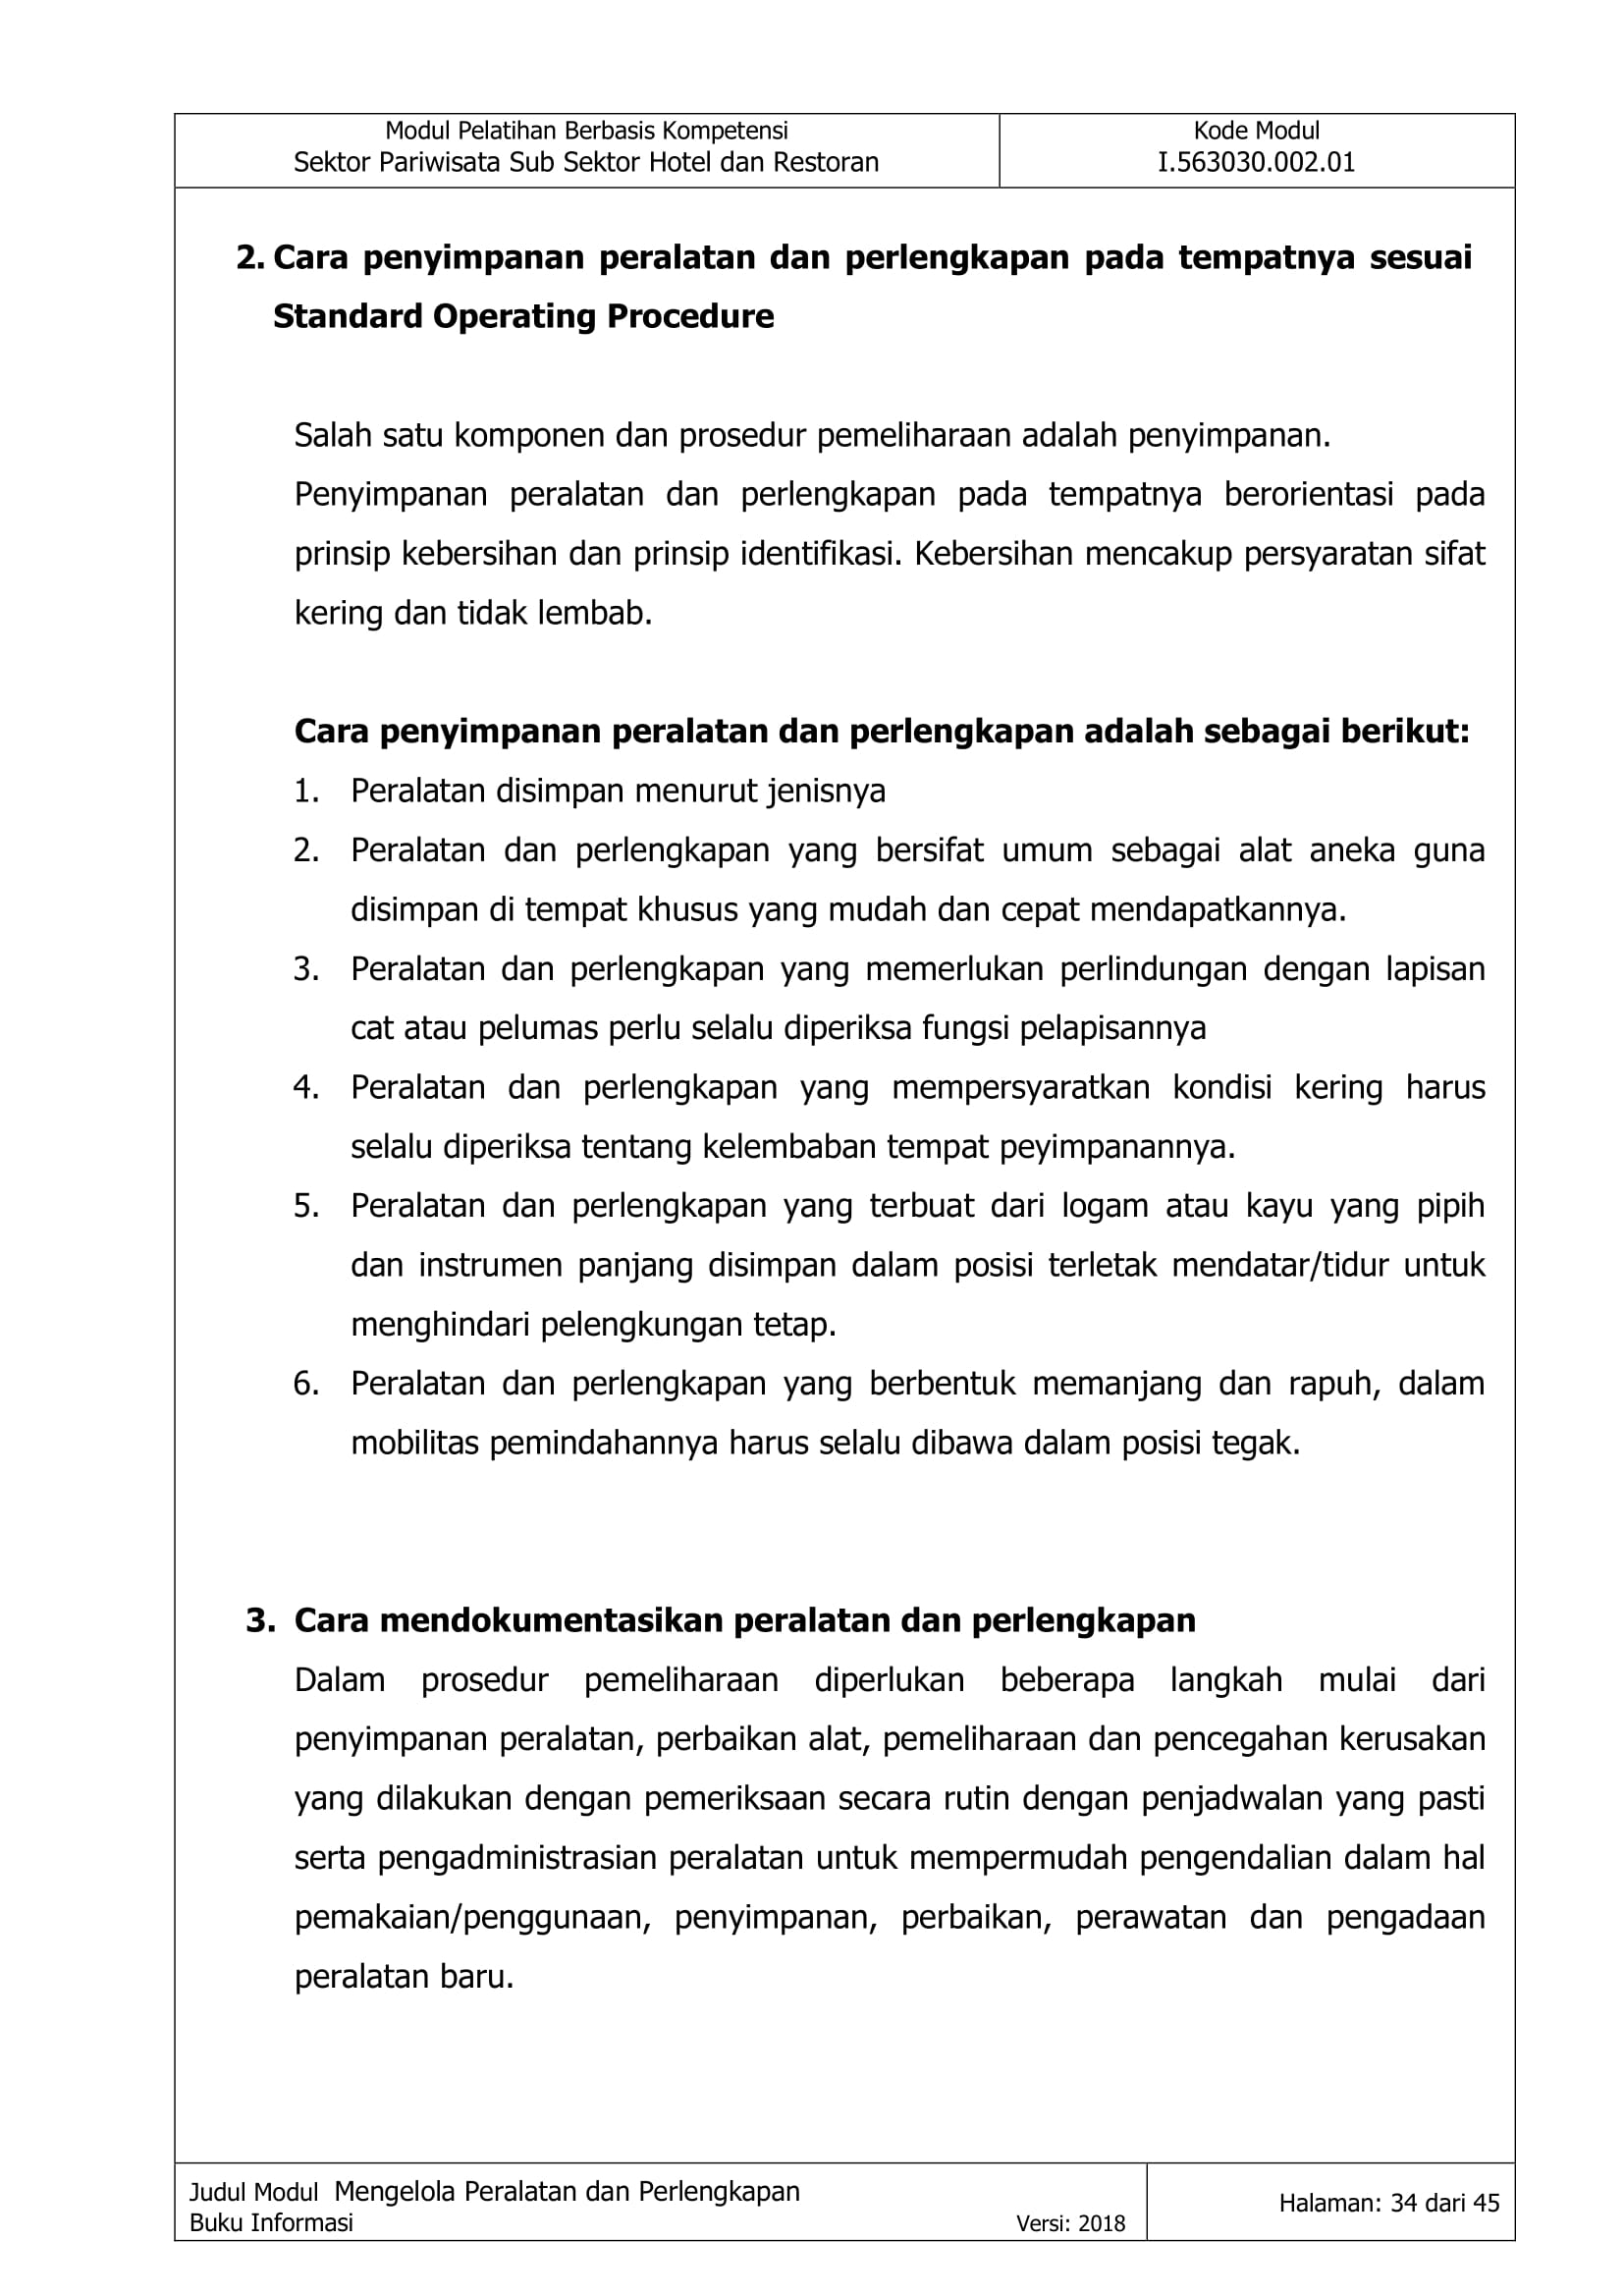 Modul Pelatihan Berbasis Kompetensi
Sektor Pariwisata Sub Sektor Hotel dan Restoran
Kode Modul
I.563030.002.01
2. Cara penyimpanan peralatan dan perlengkapan pada tempatnya sesuai
Standard Operating Procedure
Salah satu komponen dan prosedur pemeliharaan adalah penyimpanan.
Penyimpanan peralatan dan perlengkapan pada tempatnya berorientasi pada
prinsip kebersihan dan prinsip identifikasi. Kebersihan mencakup persyaratan sifat
kering dan tidak lembab.
Cara penyimpanan peralatan dan perlengkapan adalah sebagai berikut:
1. Peralatan disimpan menurut jenisnya
2. Peralatan dan perlengkapan yang bersifat umum sebagai alat aneka guna
disimpan di tempat khusus yang mudah dan cepat mendapatkannya.
3. Peralatan dan perlengkapan yang memerlukan perlindungan dengan lapisan
cat atau pelumas perlu selalu diperiksa fungsi pelapisannya
4. Peralatan dan perlengkapan yang mempersyaratkan kondisi kering harus
selalu diperiksa tentang kelembaban tempat peyimpanannya.
5. Peralatan dan perlengkapan yang terbuat dari logam atau kayu yang pipih
dan instrumen panjang disimpan dalam posisi terletak mendatar/tidur untuk
menghindari pelengkungan tetap.
6. Peralatan dan perlengkapan yang berbentuk memanjang dan rapuh, dalam
mobilitas pemindahannya harus selalu dibawa dalam posisi tegak.
3. Cara mendokumentasikan peralatan dan perlengkapan
Dalam prosedur pemeliharaan diperlukan beberapa langkah mulai dari
penyimpanan peralatan, perbaikan alat, pemeliharaan dan pencegahan kerusakan
yang dilakukan dengan pemeriksaan secara rutin dengan penjadwalan yang pasti
serta pengadministrasian peralatan untuk mempermudah pengendalian dalam hal
pemakaian/penggunaan, penyimpanan, perbaikan, perawatan dan pengadaan
peralatan baru.
Judul Modul Mengelola Peralatan dan Perlengkapan
Buku Informasi Versi: 2018
Halaman: 34 dari 45